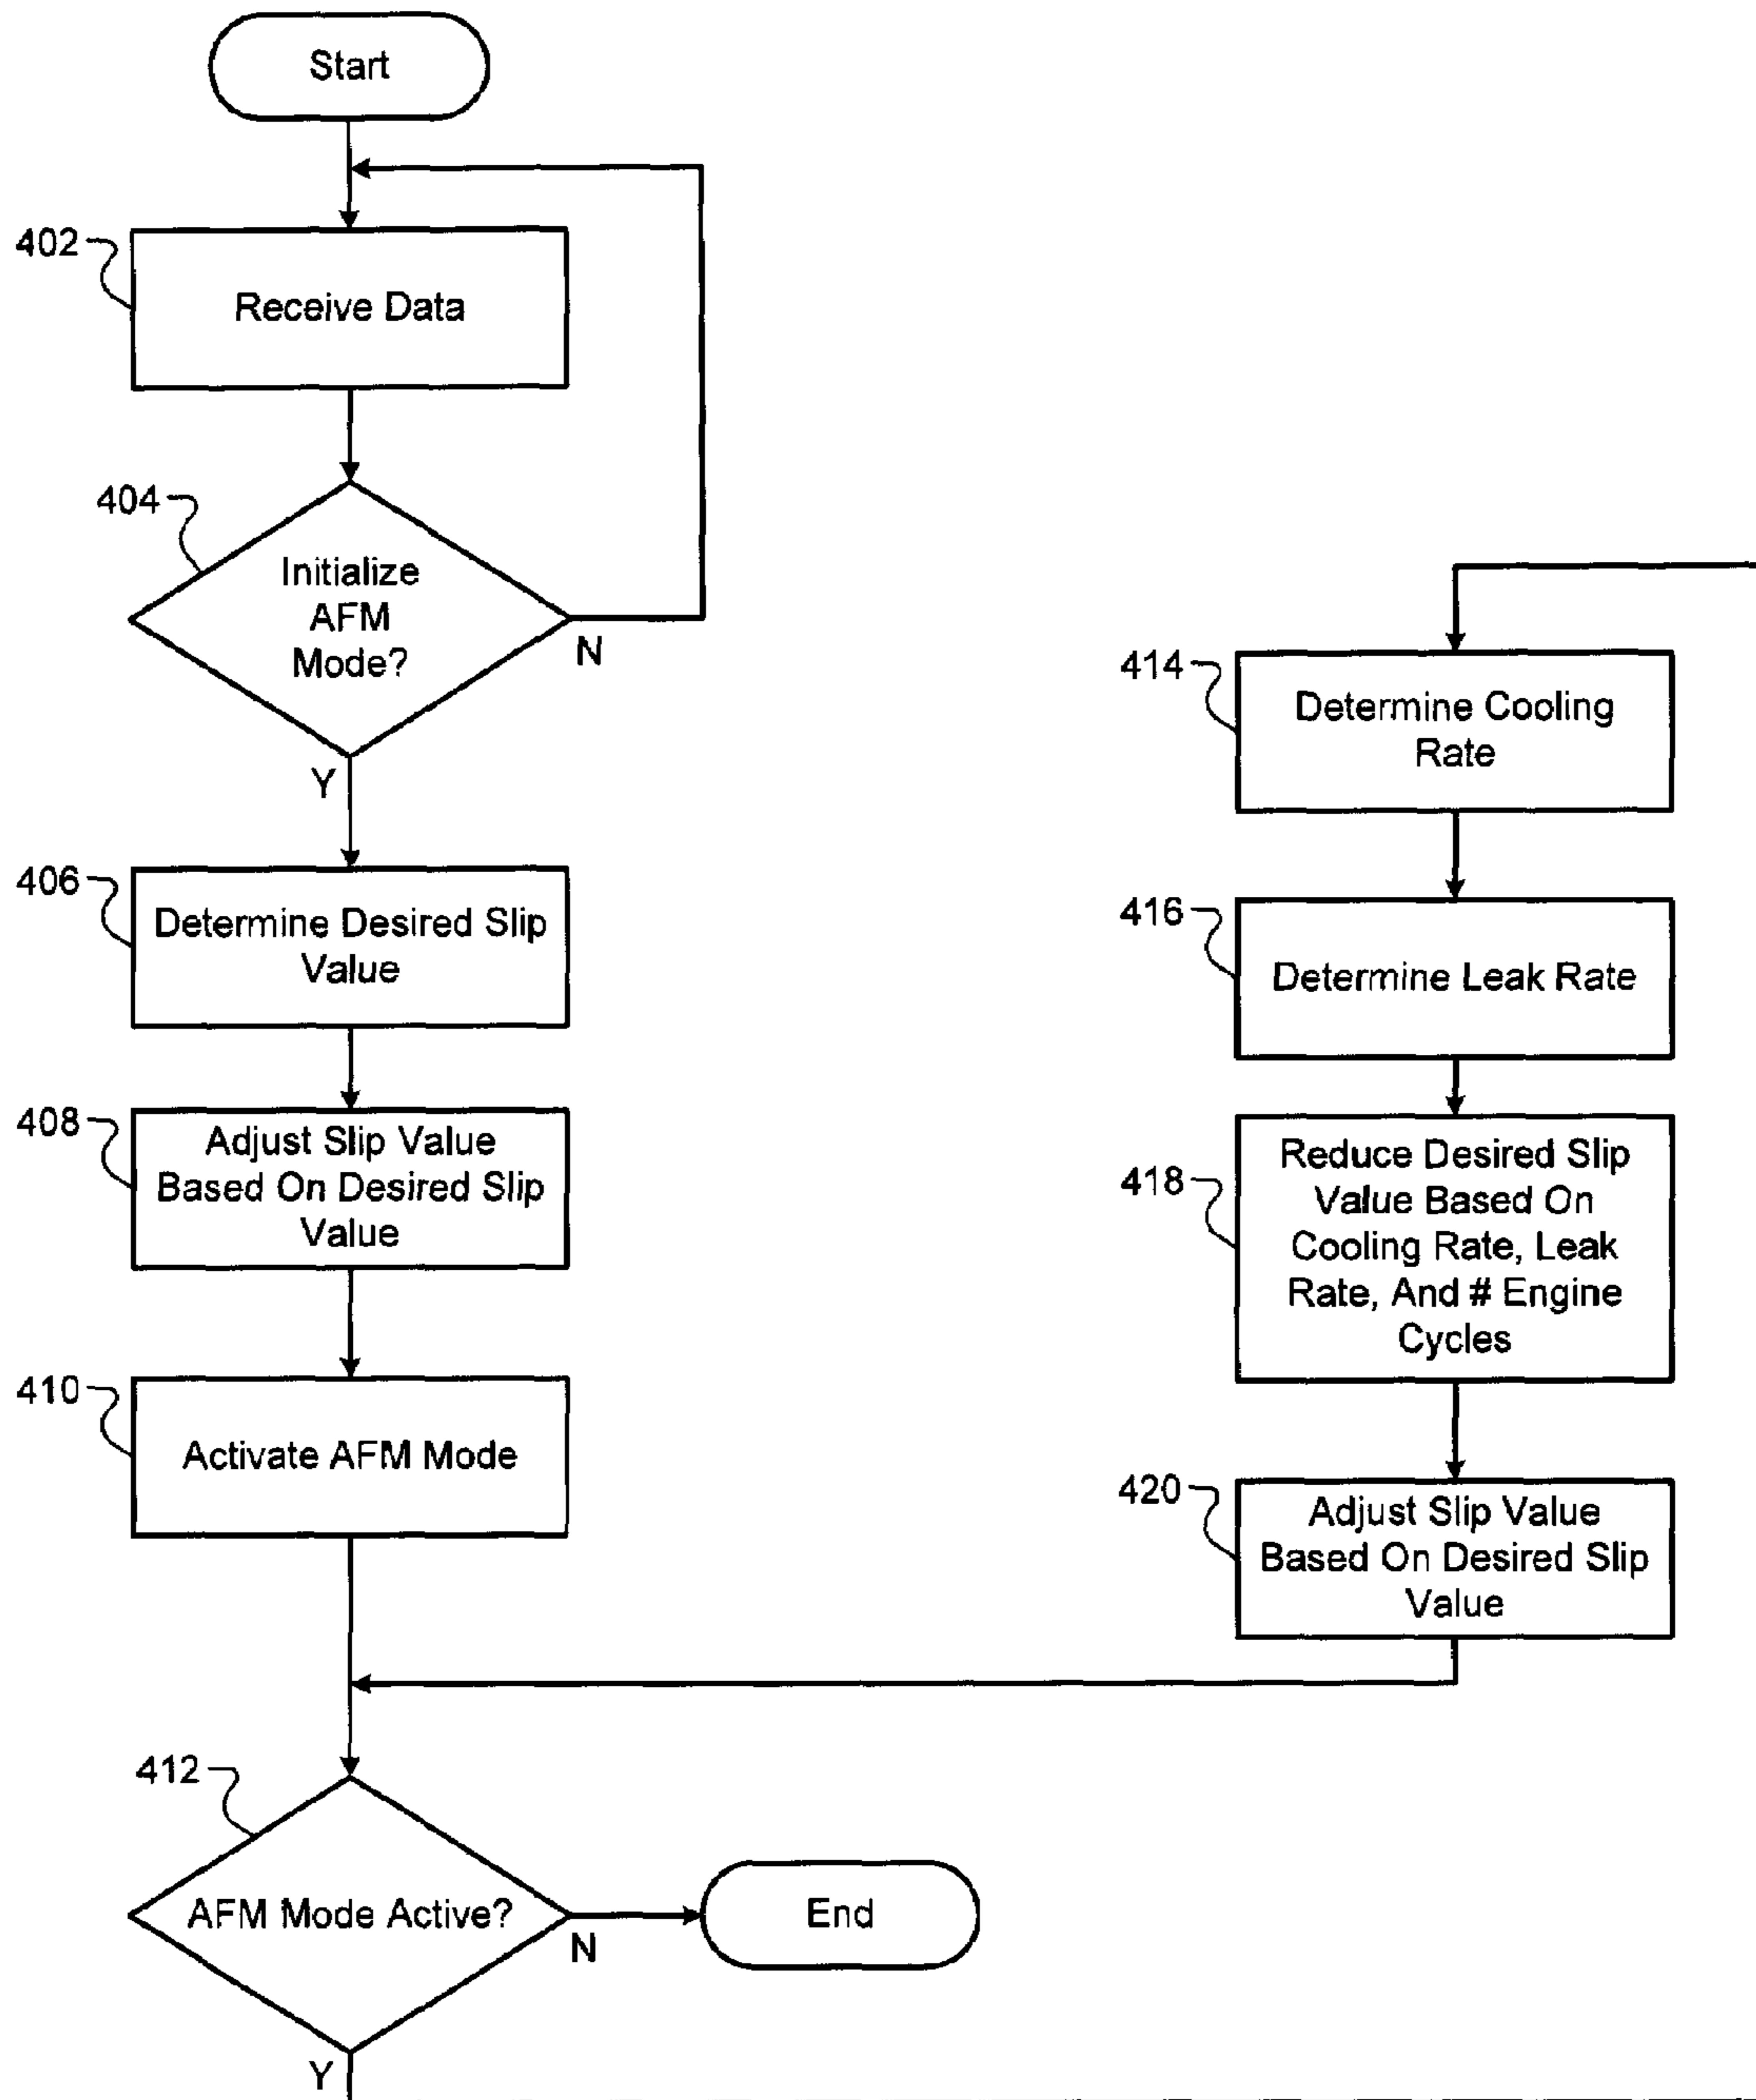 Start
402
Receive Data
404
Initialize
AFM
Mode?
N
Y
406
Determine Desired Slip
Value
408
Adjust Slip Value
Based On Desired Slip
Value
410
Activate AFM Mode
412
AFM Mode Active?
N
End
Y
414
Determine Cooling
Rate
416
Determine Leak Rate
418
Reduce Desired Slip
Value Based On
Cooling Rate, Leak
Rate, And # Engine
Cycles
420
Adjust Slip Value
Based On Desired Slip
Value